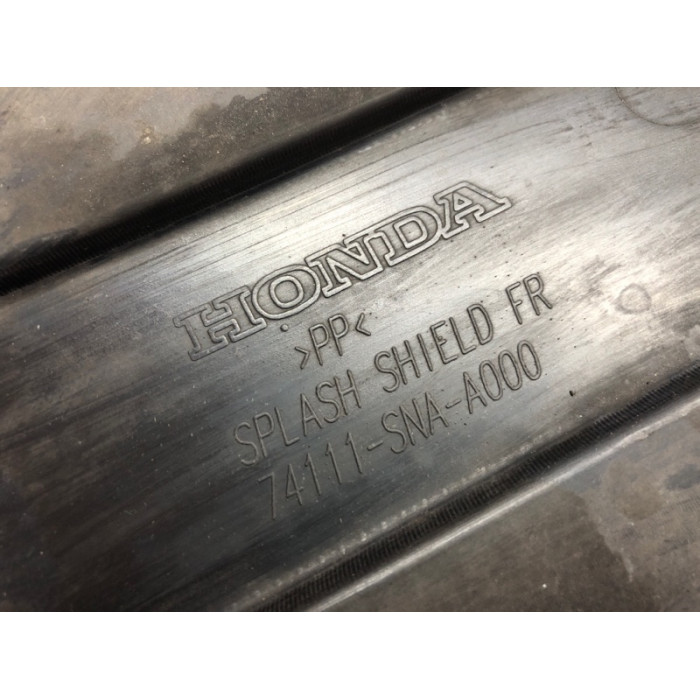 HONDA
>PP<
SPLASH SHIELD FR
74111-SNA-A000